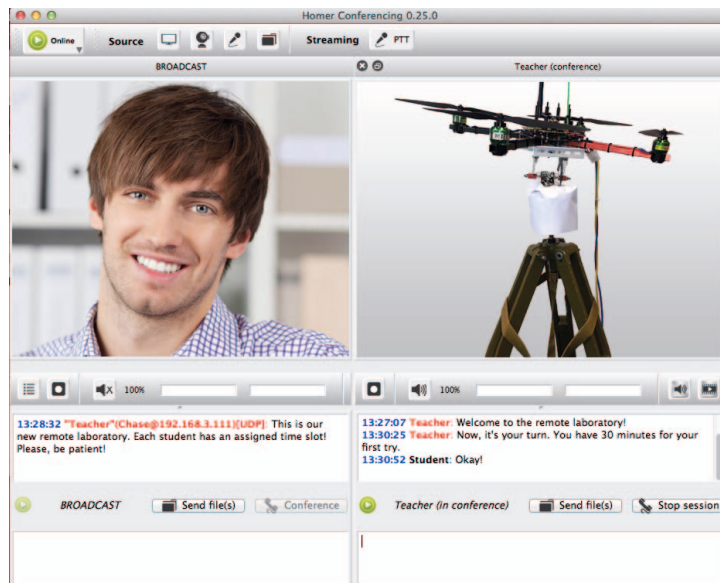 Homer Conferencing 0.25.0
Online Source Streaming PTT
BROADCAST
Teacher (conference)
100%
100%
13:28:32 "Teacher"(Chase@192.168.3.111)[UDP]: This is our
new remote laboratory. Each student has an assigned time slot!
Please, be patient!
13:27:07 Teacher: Welcome to the remote laboratory!
13:30:25 Teacher: Now, it's your turn. You have 30 minutes for your
first try.
13:30:52 Student: Okay!
BROADCAST Send file(s) Conference
Teacher (in conference) Send file(s) Stop session